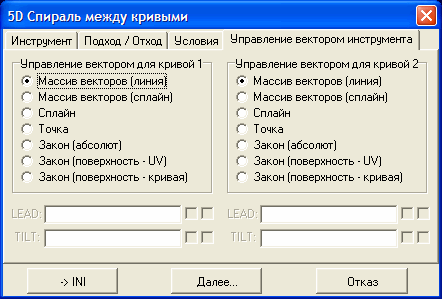 5D Спираль между кривыми
Инструмент Подход / Отход Условия Управление вектором инструмента
Управление вектором для кривой 1
Массив векторов (линия)
Массив векторов (сплайн)
Сплайн
Точка
Закон (абсолют)
Закон (поверхность - UV)
Закон (поверхность - кривая)
LEAD:
TILT:
Управление вектором для кривой 2
Массив векторов (линия)
Массив векторов (сплайн)
Сплайн
Точка
Закон (абсолют)
Закон (поверхность - UV)
Закон (поверхность - кривая)
LEAD:
TILT:
-> INI Далее... Отказ